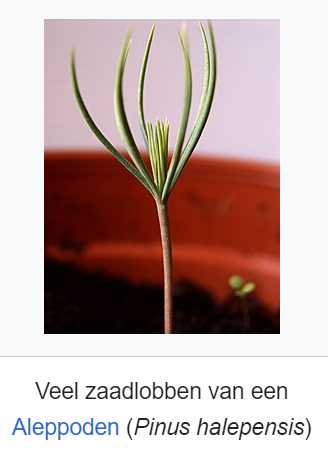 Veel zaadlobben van een
Aleppoden (Pinus halepensis)